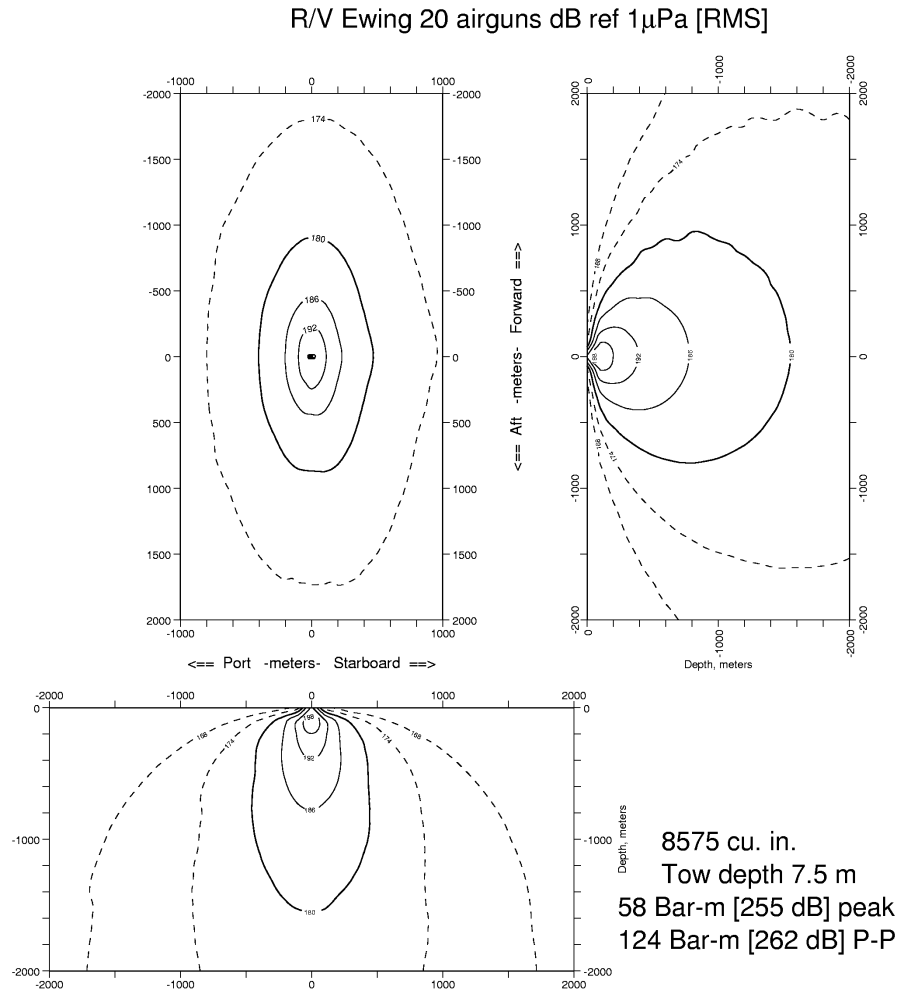 R/V Ewing 20 airguns dB ref 1μPa [RMS]
-1000 0 1000
-2000 -2000
-1500 -1500
-1000 -1000
-500 -500
0 0
500 500
1000 1000
1500 1500
2000 2000
-1000 0 1000
174
180
186
192
<== Port -meters- Starboard ==>
<== Aft -meters- Forward ==>
0 -1000 -2000
2000 2000
1000 1000
0 0
-1000 -1000
-2000 -2000
0 -1000 -2000
168
174
198 192 186 180
168
174
Depth, meters
-2000 -1000 0 1000 2000
0 0
-1000 -1000
-2000 -2000
-2000 -1000 0 1000 2000
168 174 198 174 168
192
186
180
Depth, meters
8575 cu. in.
Tow depth 7.5 m
58 Bar-m [255 dB] peak
124 Bar-m [262 dB] P-P